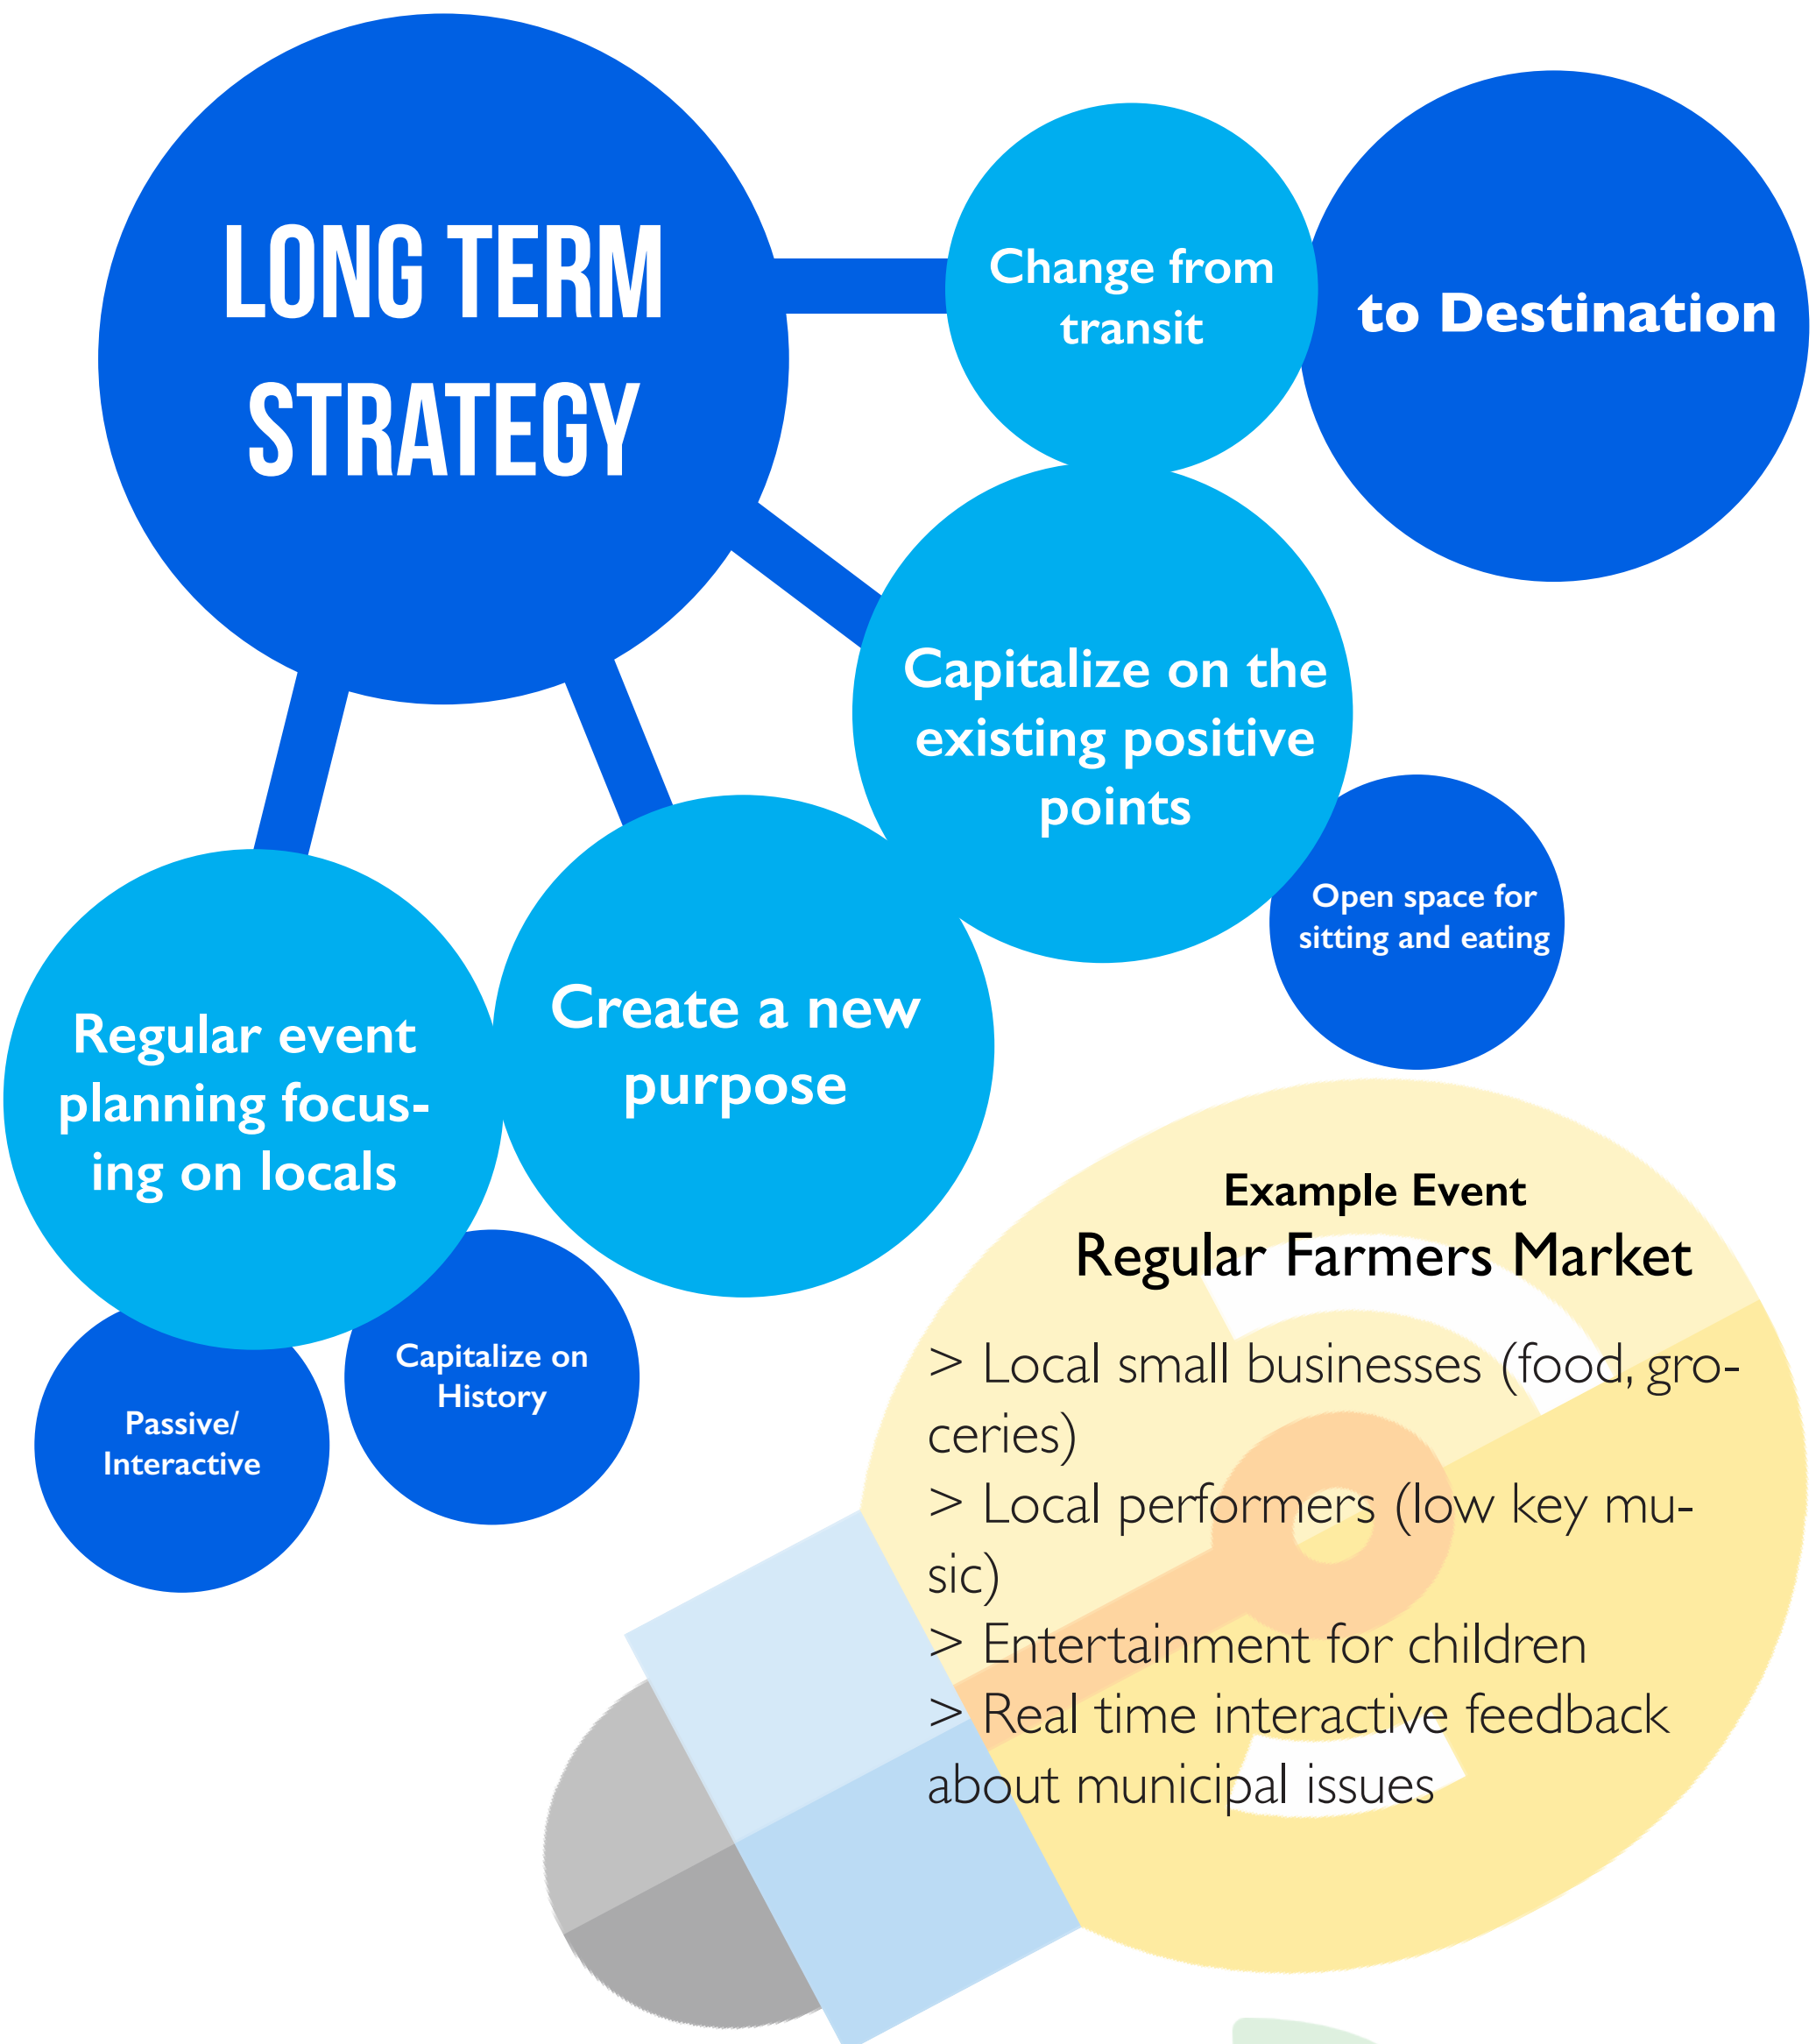 LONG TERM
STRATEGY
Change from
transit
to Destination
Capitalize on the
existing positive
points
Open space for
sitting and eating
Create a new
purpose
Regular event
planning focus-
ing on locals
Capitalize on
History
Passive/
Interactive
Example Event
Regular Farmers Market
> Local small businesses (food, gro-
ceries)
> Local performers (low key mu-
sic)
> Entertainment for children
> Real time interactive feedback
about municipal issues